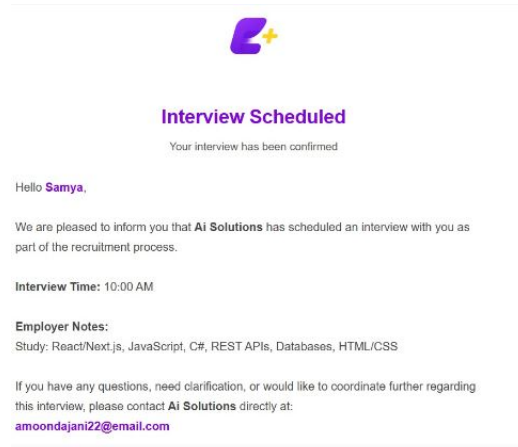 E+
Interview Scheduled
Your interview has been confirmed
Hello Samya,
We are pleased to inform you that Ai Solutions has scheduled an interview with you as
part of the recruitment process.
Interview Time: 10:00 AM
Employer Notes:
Study: React/Next.js, JavaScript, C#, REST APIs, Databases, HTML/CSS
If you have any questions, need clarification, or would like to coordinate further regarding
this interview, please contact Ai Solutions directly at:
amoondajani22@email.com